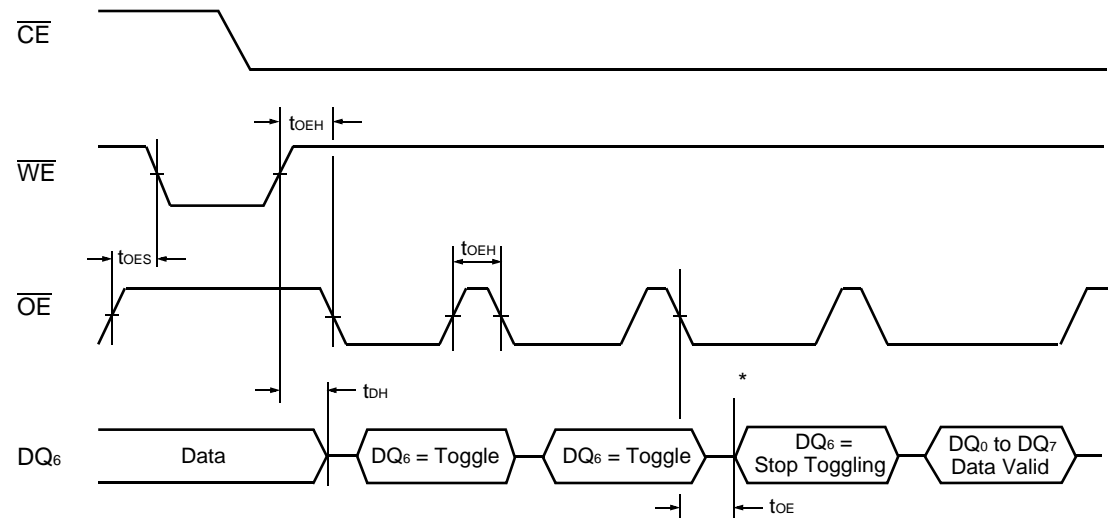 CE
tOEH
WE
tOES
tOEH
OE
*
tDH
DQ6
Data
DQ6 = Toggle
DQ6 = Toggle
DQ6 =
Stop Toggling
DQ0 to DQ7
Data Valid
tOE